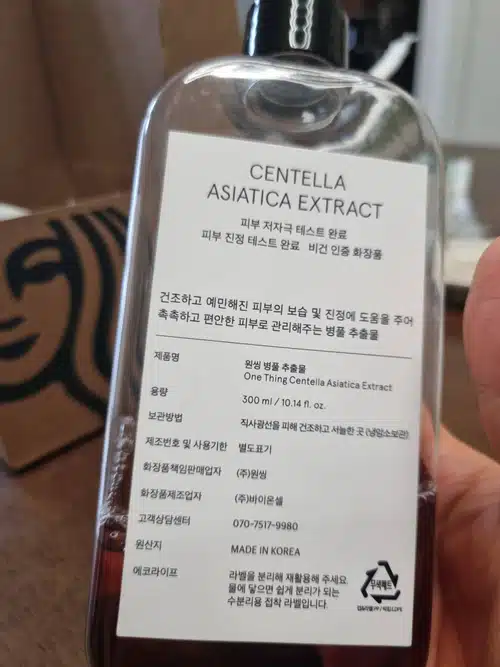 CENTELLA
ASIATICA EXTRACT
피부 저자극 테스트 완료
피부 진정 테스트 완료 비건 인증 화장품
건조하고 예민해진 피부의 보습 및 진정에 도움을 주어
촉촉하고 편안한 피부로 관리해주는 병풀 추출물
제품명 원씽 병풀 추출물
One Thing Centella Asiatica Extract
용량 300 ml / 10.14 fl. oz.
보관방법 직사광선을 피해 건조하고 서늘한 곳 (냉암소보관)
제조번호 및 사용기한 별도표기
화장품책임판매업자 (주)원씽
화장품제조업자 (주)바이온셀
고객상담센터 070-7517-9980
원산지 MADE IN KOREA
에코라이프 라벨을 분리해 재활용해 주세요.
물에 닿으면 쉽게 분리가 되는
수분리용 접착 라벨입니다.
무색페트